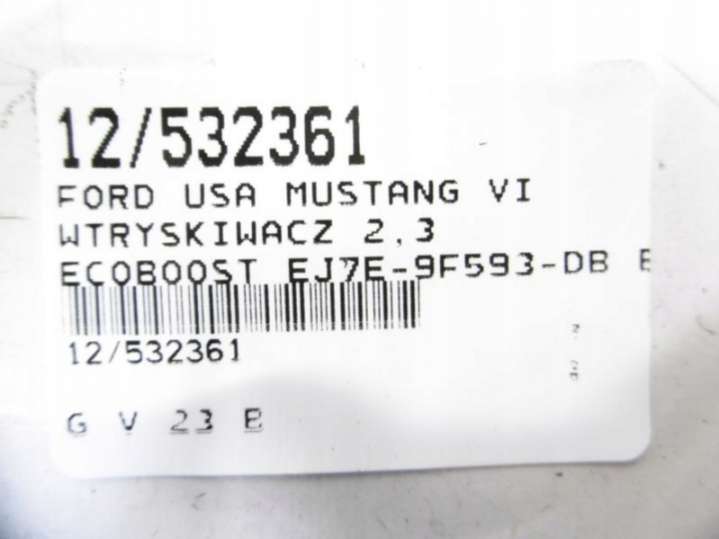 12/532361
FORD USA MUSTANG VI
WTRYSKIWACZ 2,3
ECOBOOST EJ7E-9F593-DB
12/532361
G V 23 B